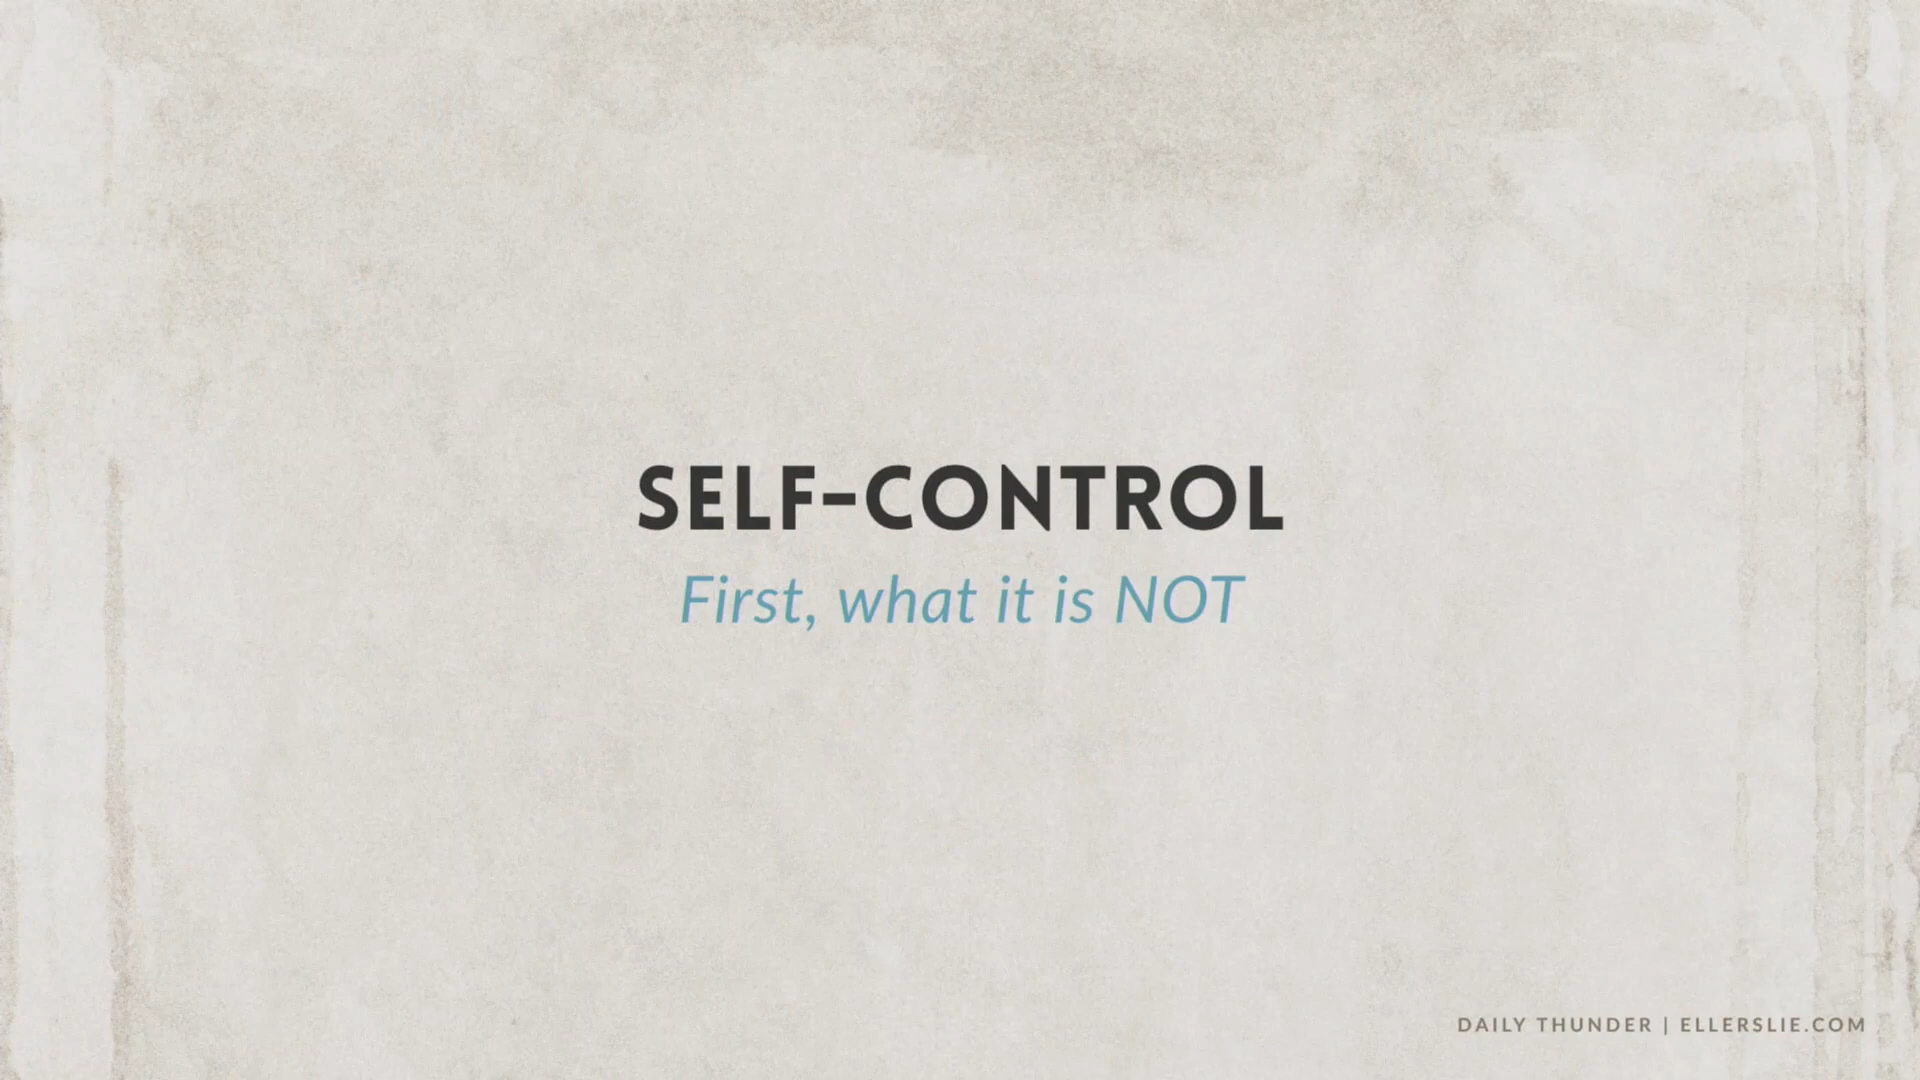 SELF-CONTROL
First, what it is NOT
DAILY THUNDER | ELLERSLIE.COM